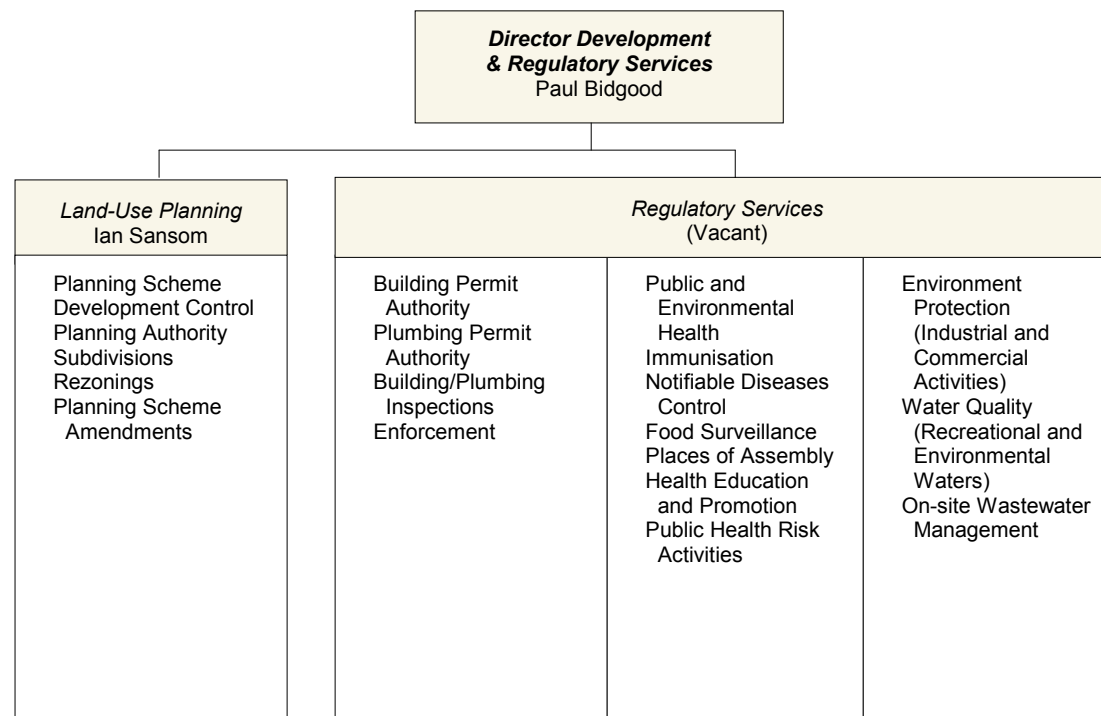 Director Development
& Regulatory Services
Paul Bidgood
Land-Use Planning
Ian Sansom
Planning Scheme
Development Control
Planning Authority
Subdivisions
Rezonings
Planning Scheme
Amendments
Regulatory Services
(Vacant)
Building Permit
Authority
Plumbing Permit
Authority
Building/Plumbing
Inspections
Enforcement
Public and
Environmental
Health
Immunisation
Notifiable Diseases
Control
Food Surveillance
Places of Assembly
Health Education
and Promotion
Public Health Risk
Activities
Environment
Protection
(Industrial and
Commercial
Activities)
Water Quality
(Recreational and
Environmental
Waters)
On-site Wastewater
Management